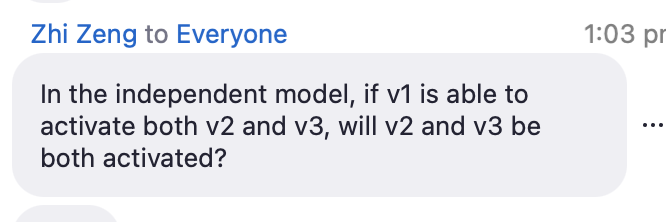 Zhi Zeng to Everyone 1:03 pr
In the independent model, if v1 is able to
activate both v2 and v3, will v2 and v3 be
both activated?